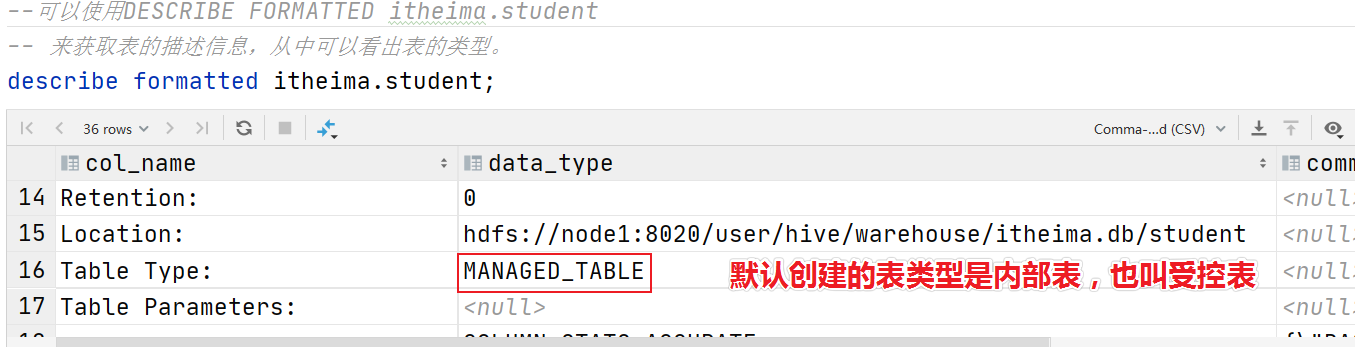 --可以使用DESCRIBE FORMATTED itheima.student
-- 来获取表的描述信息，从中可以看出表的类型。
describe formatted itheima.student;
36 rows Comma-...d (CSV)
col_name data_type comm
14 Retention: 0 <null>
15 Location: hdfs://node1:8020/user/hive/warehouse/itheima.db/student <null>
16 Table Type: MANAGED_TABLE 默认创建的表类型是内部表，也叫受控表 <null>
17 Table Parameters: <null> <null>